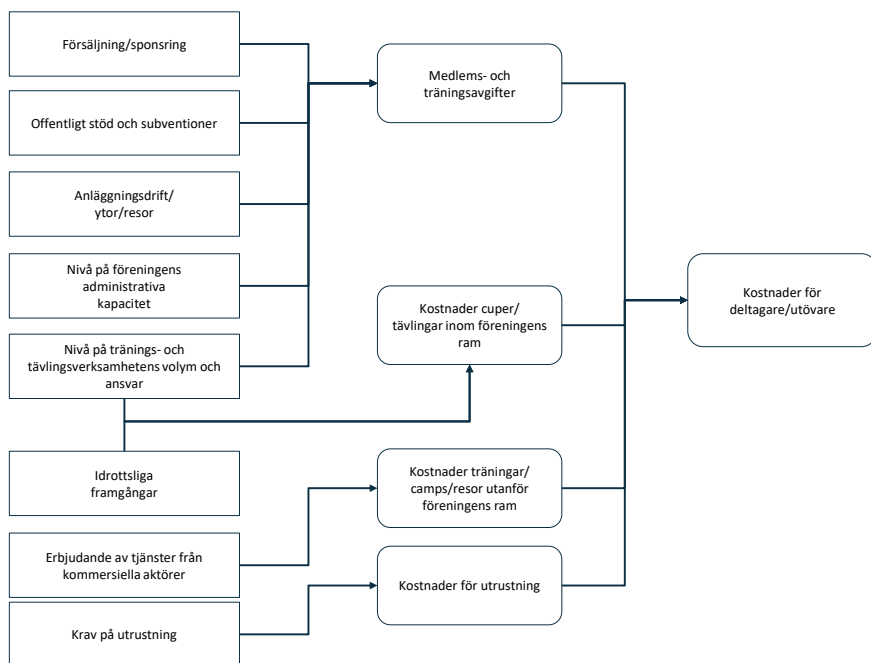 Försäljning/sponsring
Offentligt stöd och subventioner
Anläggningsdrift/
ytor/resor
Nivå på föreningens
administrativa
kapacitet
Nivå på tränings- och
tävlingsverksamhetens volym och
ansvar
Idrottsliga
framgångar
Erbjudande av tjänster från
kommersiella aktörer
Krav på utrustning
Medlems- och
träningsavgifter
Kostnader cuper/
tävlingar inom föreningens
ram
Kostnader träningar/
camps/resor utanför
föreningens ram
Kostnader för utrustning
Kostnader för
deltagare/utövare